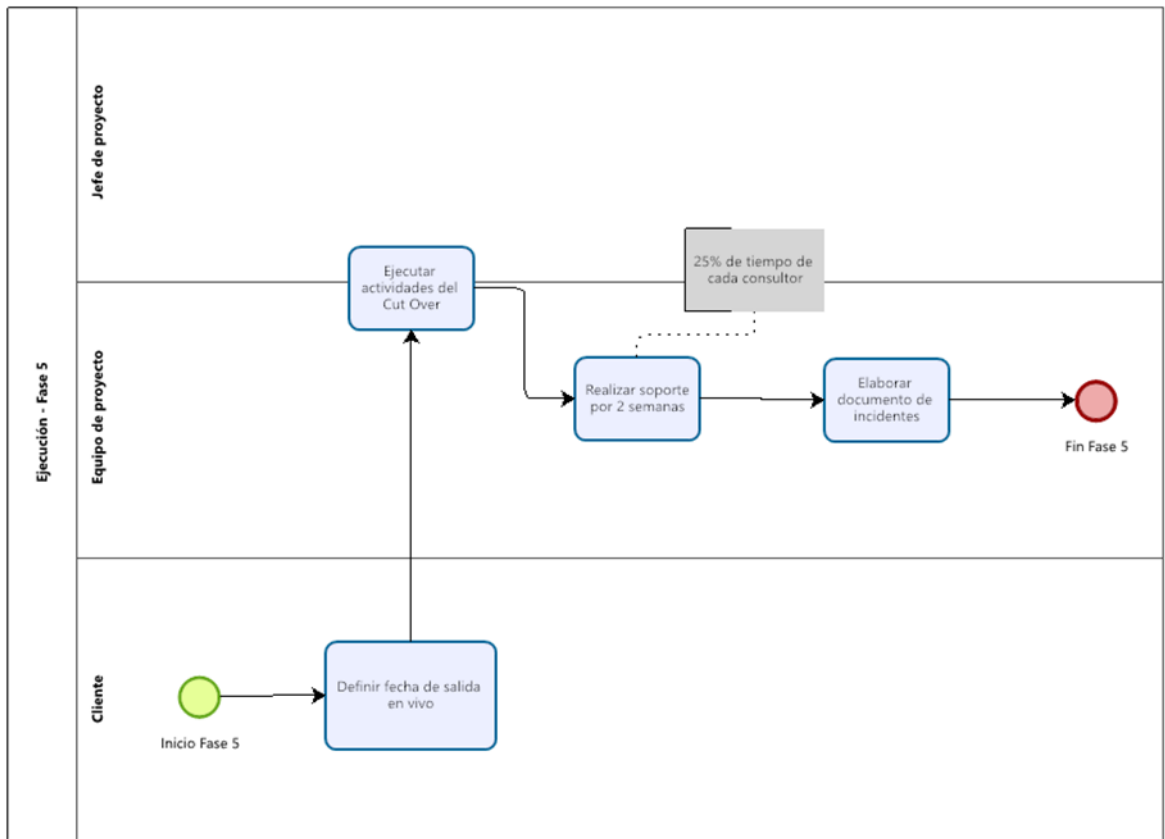 Ejecución - Fase 5
Jefe de proyecto
Equipo de proyecto
Cliente
25% de tiempo de
cada consultor
Ejecutar
actividades del
Cut Over
Realizar soporte
por 2 semanas
Elaborar
documento de
incidentes
Fin Fase 5
Definir fecha de salida
en vivo
Inicio Fase 5